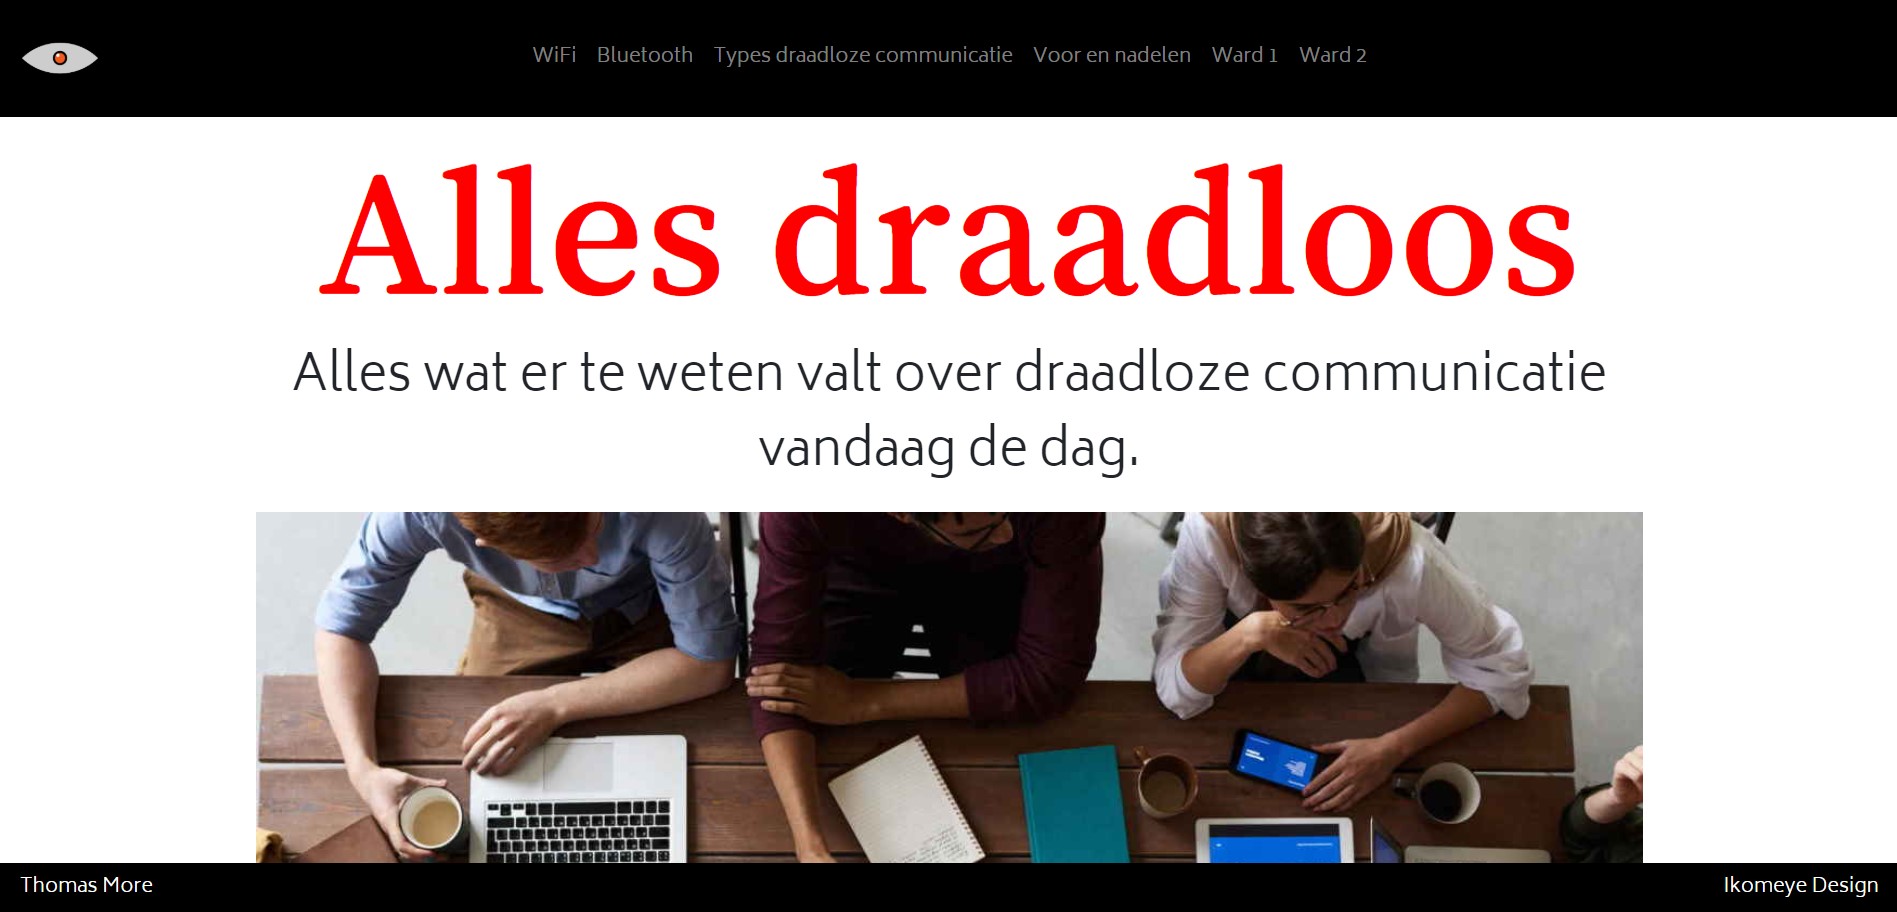 WiFi Bluetooth Types draadloze communicatie Voor en nadelen Ward 1 Ward 2
Alles draadloos
Alles wat er te weten valt over draadloze communicatie
vandaag de dag.
Thomas More Ikomeye Design